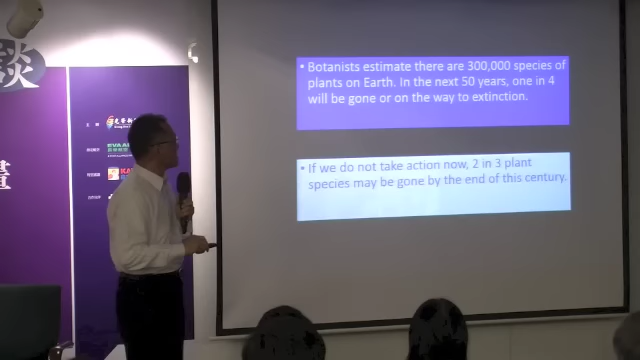 談
• Botanists estimate there are 300,000 species of
plants on Earth. In the next 50 years, one in 4
will be gone or on the way to extinction.
• If we do not take action now, 2 in 3 plant
species may be gone by the end of this century.